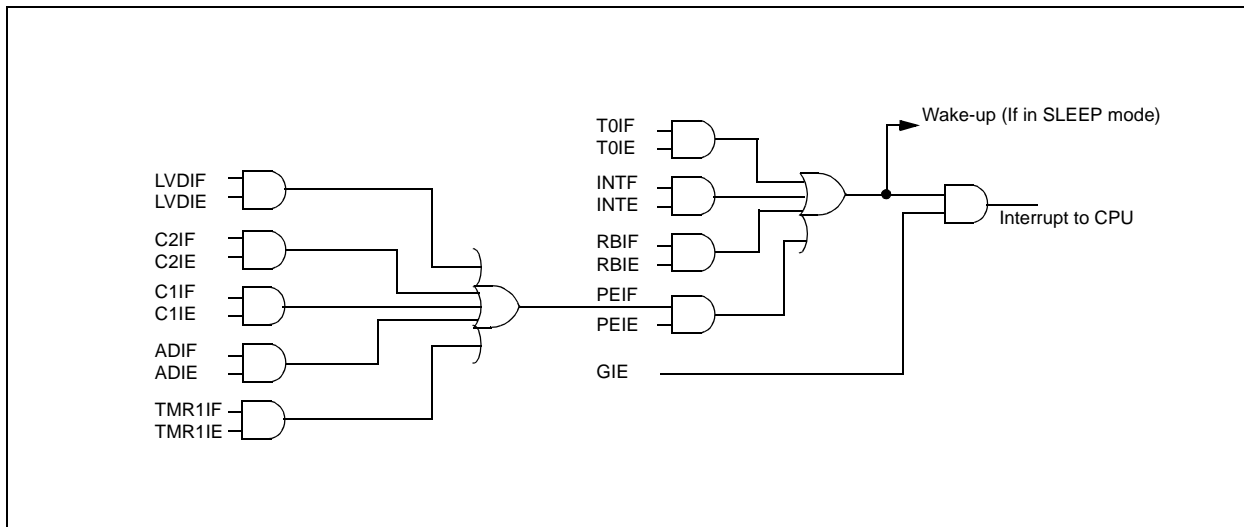 LVDIF
LVDIE
C2IF
C2IE
C1IF
C1IE
ADIF
ADIE
TMR1IF
TMR1IE
T0IF
T0IE
INTF
INTE
RBIF
RBIE
PEIF
PEIE
GIE
Wake-up (If in SLEEP mode)
Interrupt to CPU